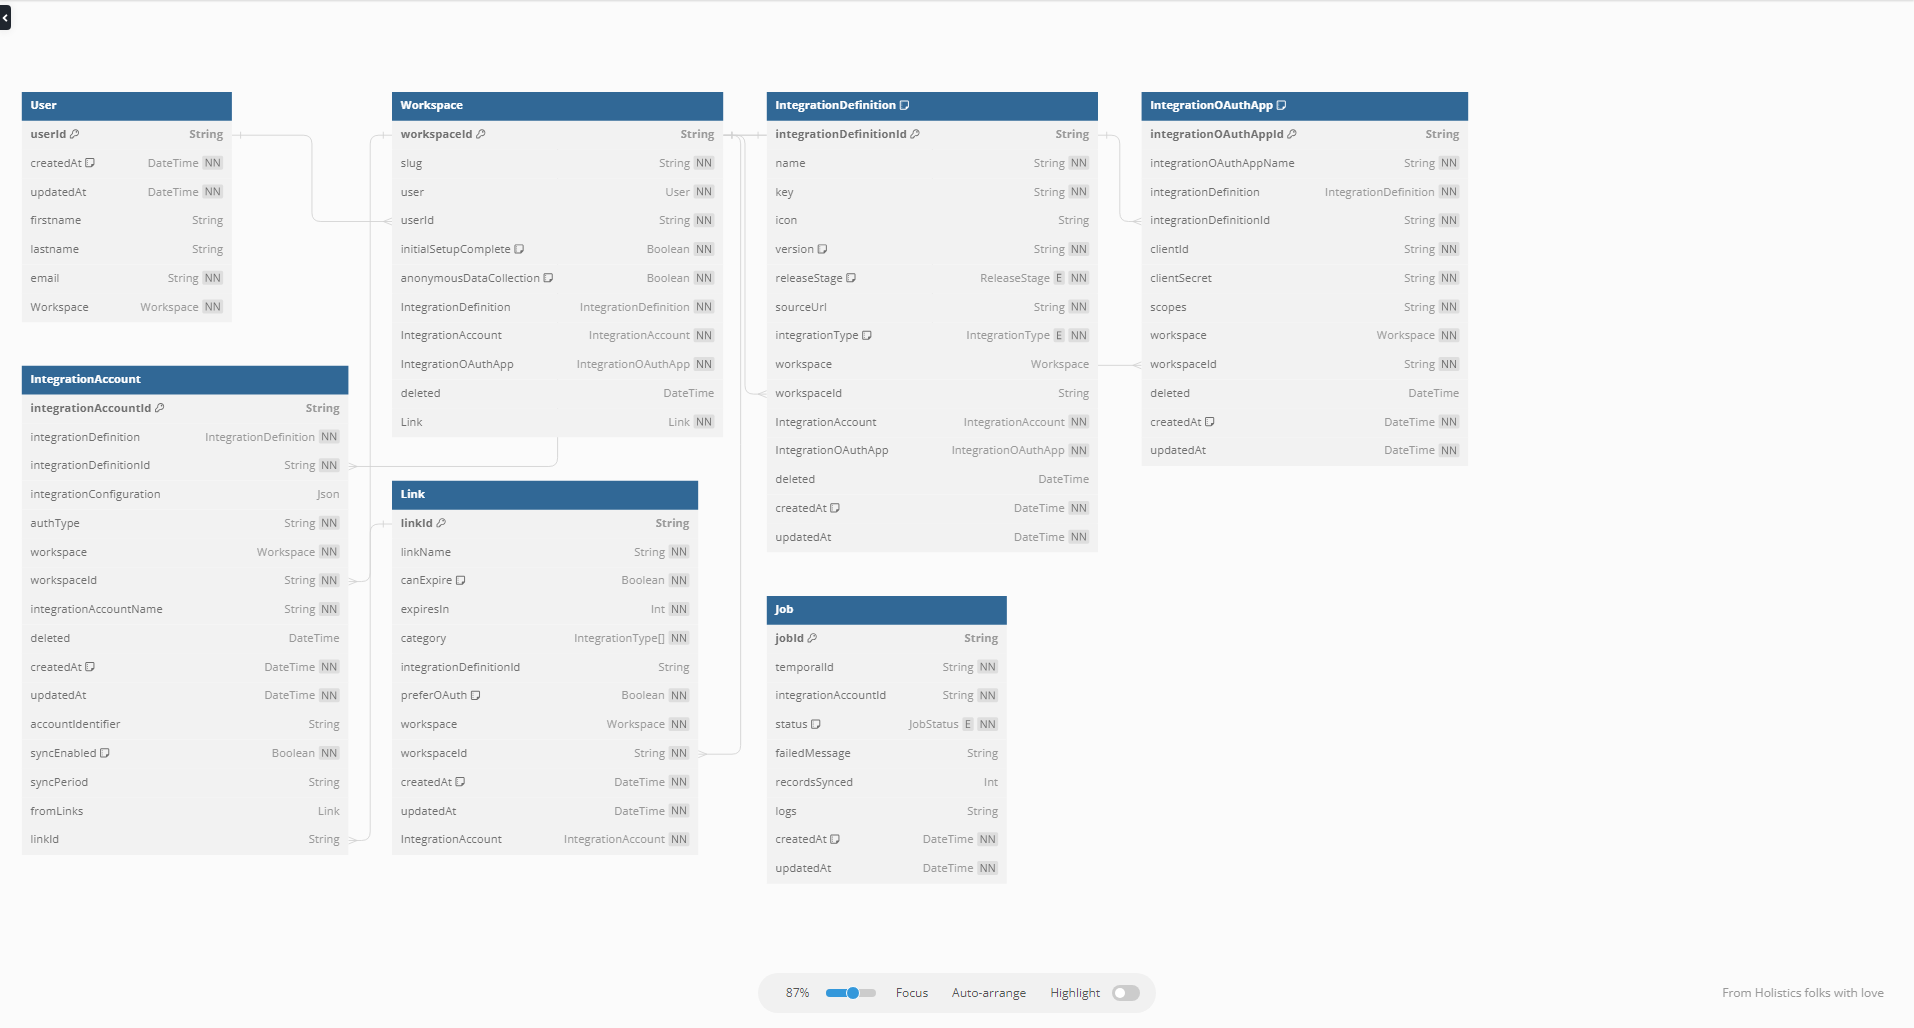 User
userId String
createdAt DateTime NN
updatedAt DateTime NN
firstname String
lastname String
email String NN
Workspace Workspace NN
IntegrationAccount
integrationAccountId String
integrationDefinition IntegrationDefinition NN
integrationDefinitionId String NN
integrationConfiguration Json
authType String NN
workspace Workspace NN
workspaceId String NN
integrationAccountName String NN
deleted DateTime
createdAt DateTime NN
updatedAt DateTime NN
accountIdentifier String
syncEnabled Boolean NN
syncPeriod String
fromLinks Link
linkId String
Workspace
workspaceId String
slug String NN
user User NN
userId String NN
initialSetupComplete Boolean NN
anonymousDataCollection Boolean NN
IntegrationDefinition IntegrationDefinition NN
IntegrationAccount IntegrationAccount NN
IntegrationOAuthApp IntegrationOAuthApp NN
deleted DateTime
Link Link NN
Link
linkId String
linkName String NN
canExpire Boolean NN
expiresIn Int NN
category IntegrationType[] NN
integrationDefinitionId String
preferOAuth Boolean NN
workspace Workspace NN
workspaceId String NN
createdAt DateTime NN
updatedAt DateTime NN
IntegrationAccount IntegrationAccount NN
IntegrationDefinition
integrationDefinitionId String
name String NN
key String NN
icon String
version String NN
releaseStage ReleaseStage E NN
sourceUrl String NN
integrationType IntegrationType E NN
workspace Workspace
workspaceId String
IntegrationAccount IntegrationAccount NN
IntegrationOAuthApp IntegrationOAuthApp NN
deleted DateTime
createdAt DateTime NN
updatedAt DateTime NN
Job
jobId String
temporalId String NN
integrationAccountId String NN
status JobStatus E NN
failedMessage String
recordsSynced Int
logs String
createdAt DateTime NN
updatedAt DateTime NN
IntegrationOAuthApp
integrationOAuthAppId String
integrationOAuthAppName String NN
integrationDefinition IntegrationDefinition NN
integrationDefinitionId String NN
clientId String NN
clientSecret String NN
scopes String NN
workspace Workspace NN
workspaceId String NN
deleted DateTime
createdAt DateTime NN
updatedAt DateTime NN
87% Focus Auto-arrange Highlight
From Holistics folks with love